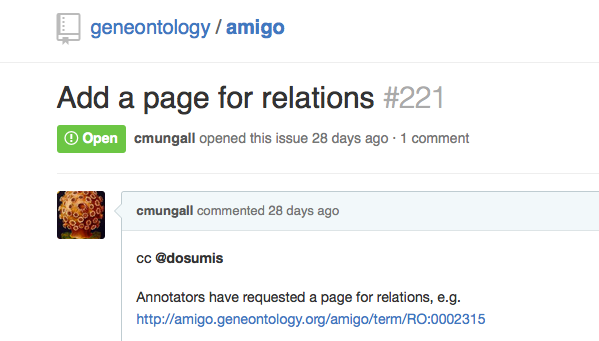 geneontology / amigo
Add a page for relations #221
Open cmungall opened this issue 28 days ago · 1 comment
cmungall commented 28 days ago
cc @dosumis
Annotators have requested a page for relations, e.g.
http://amigo.geneontology.org/amigo/term/RO:0002315